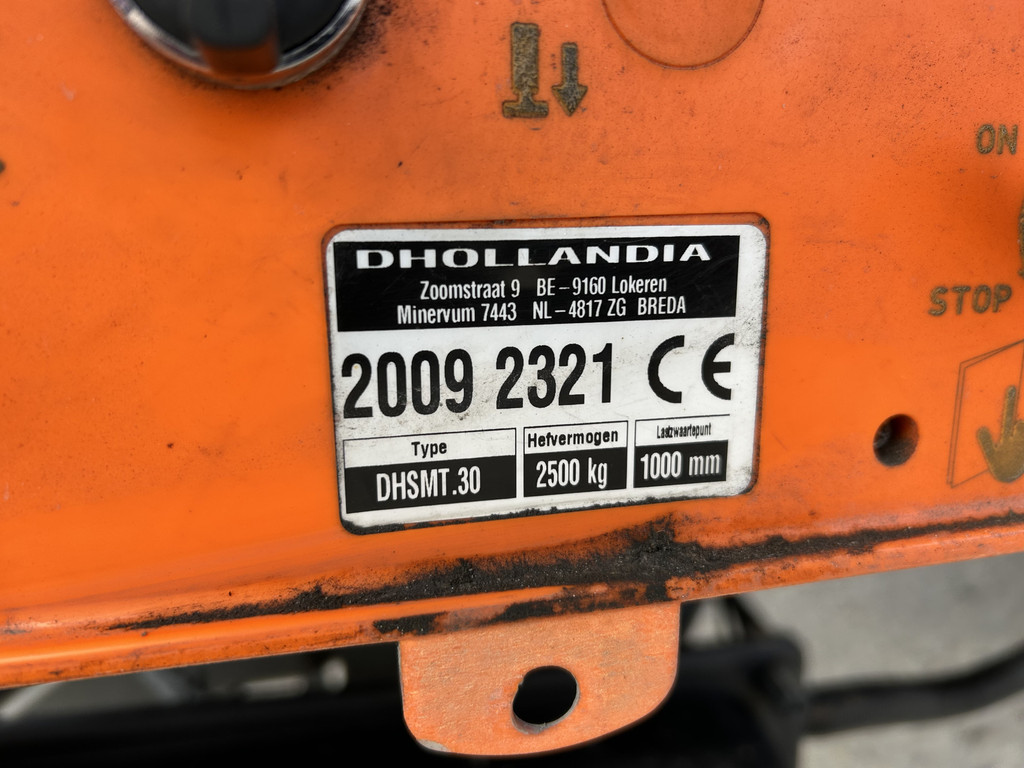 ON
STOP
DHOLLANDIA
Zoomstraat 9 BE-9160 Lokeren
Minervum 7443 NL-4817 ZG BREDA
2009 2321 CE
Type Hefvermogen Lastzwaartepunt
DHSMT.30 2500 kg 1000 mm